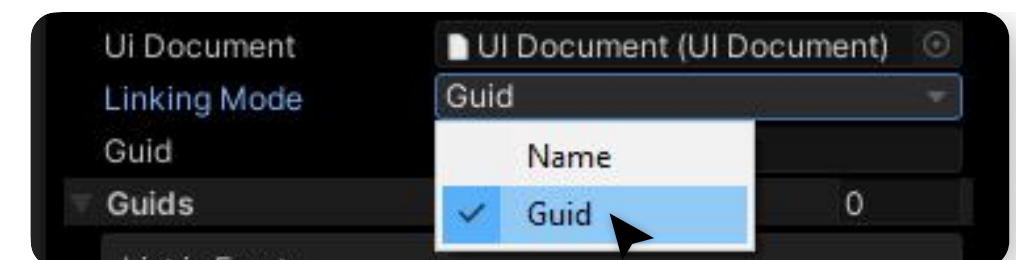 Ui Document UI Document (UI Document)
Linking Mode Guid
Guid
Name
Guids 0
Guid